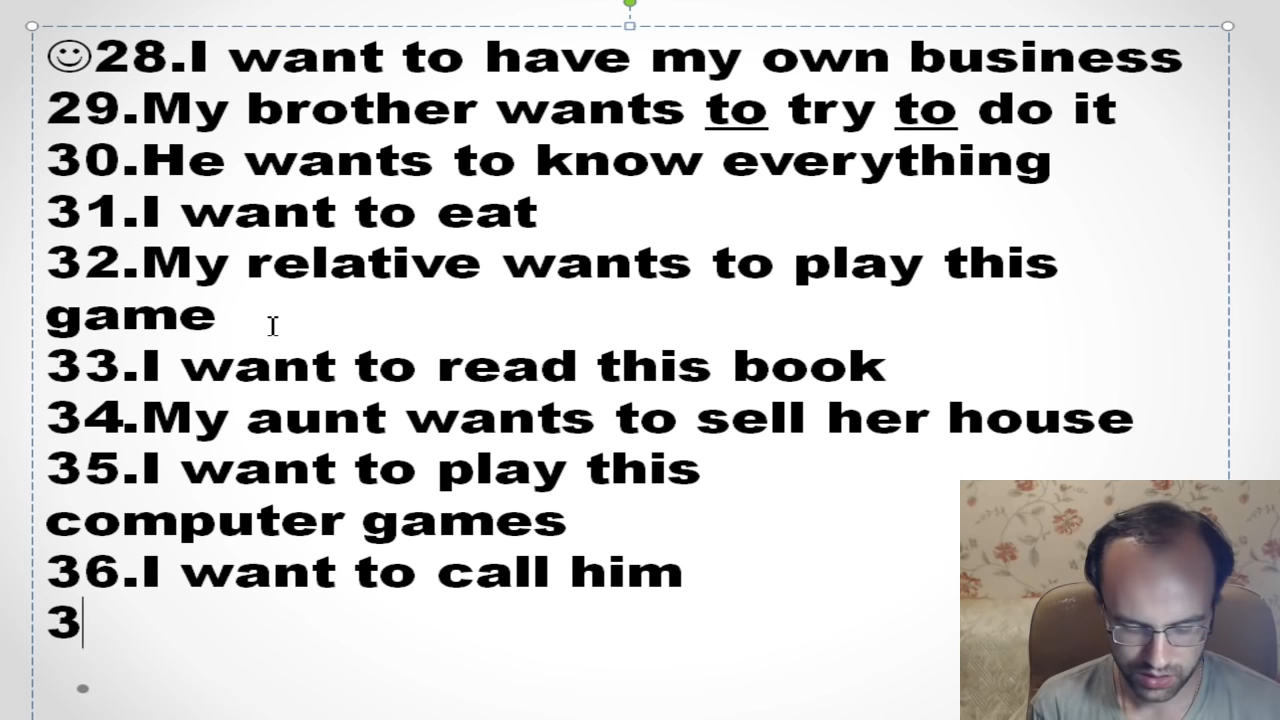 ☺28.I want to have my own business
29.My brother wants to try to do it
30.He wants to know everything
31.I want to eat
32.My relative wants to play this
game
33.I want to read this book
34.My aunt wants to sell her house
35.I want to play this
computer games
36.I want to call him
3